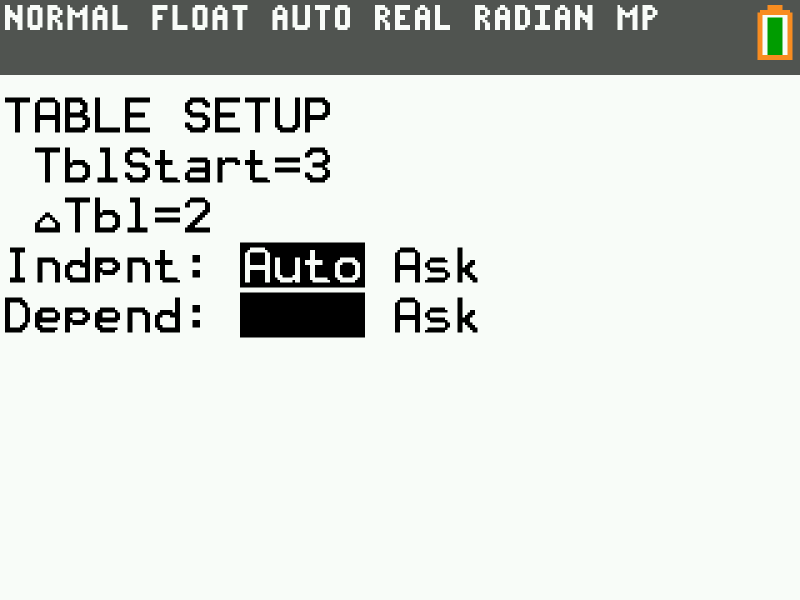 NORMAL FLOAT AUTO REAL RADIAN MP
TABLE SETUP
TblStart=3
△Tbl=2
Indpnt: Auto Ask
Depend: Ask